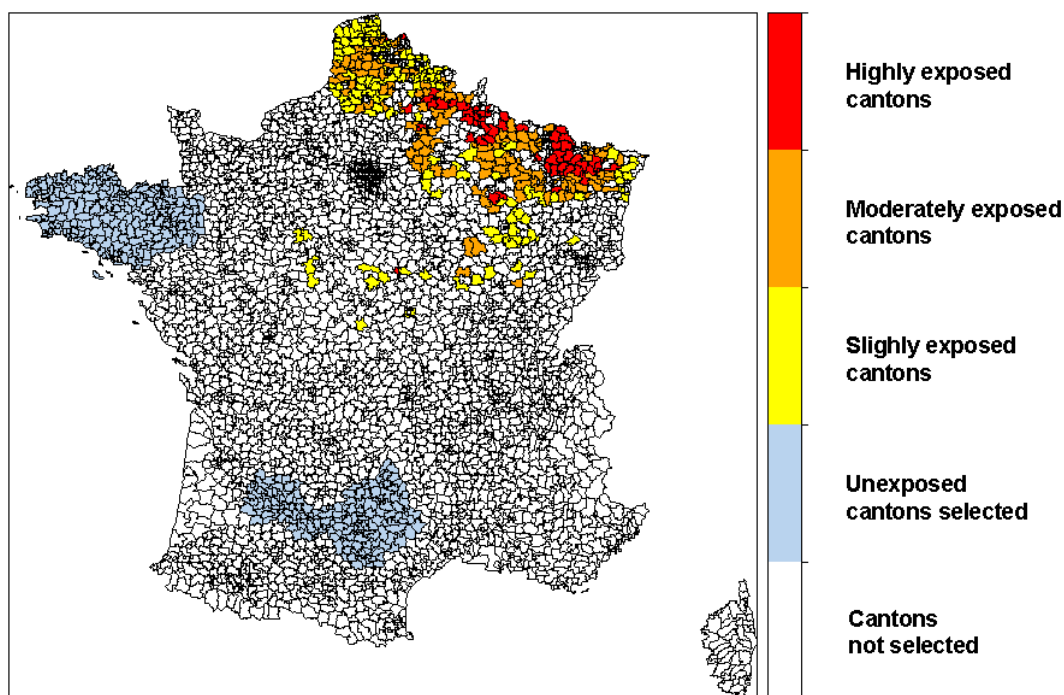 Highly exposed
cantons
Moderately exposed
cantons
Slighly exposed
cantons
Unexposed
cantons selected
Cantons
not selected